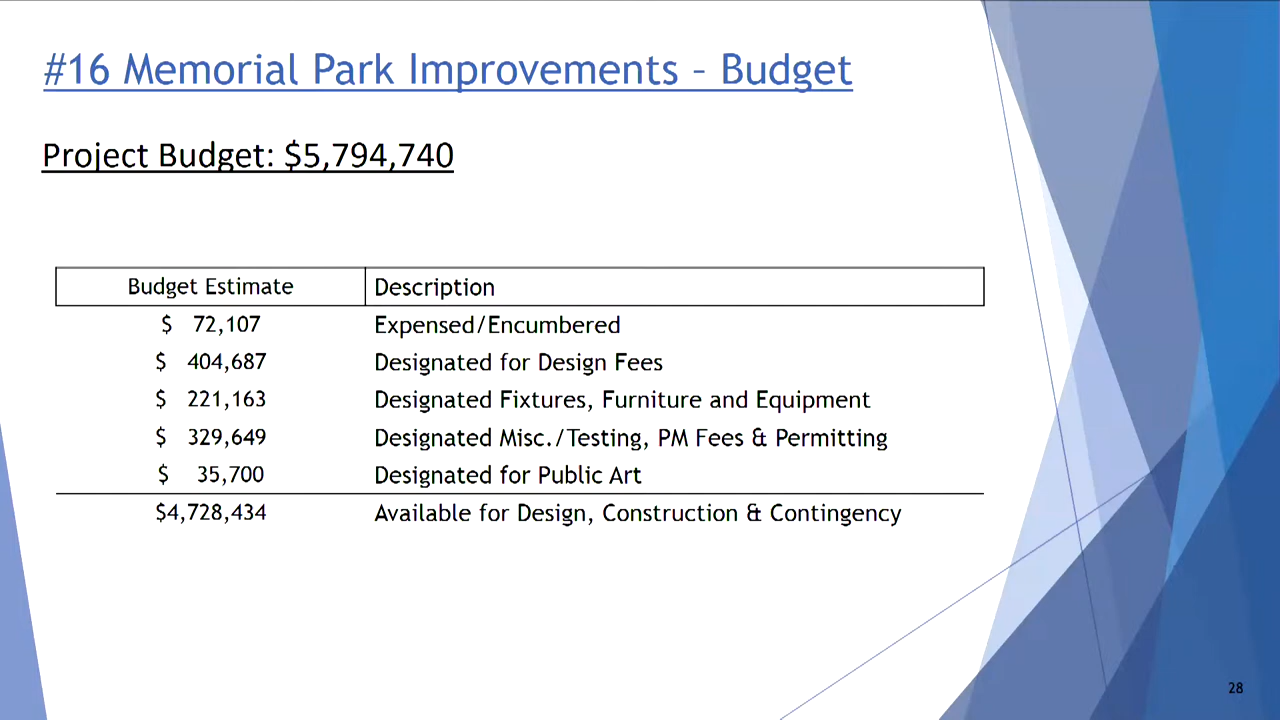 #16 Memorial Park Improvements – Budget
Project Budget: $5,794,740
Budget Estimate Description
$ 72,107 Expensed/Encumbered
$ 404,687 Designated for Design Fees
$ 221,163 Designated Fixtures, Furniture and Equipment
$ 329,649 Designated Misc./Testing, PM Fees & Permitting
$ 35,700 Designated for Public Art
$4,728,434 Available for Design, Construction & Contingency
28